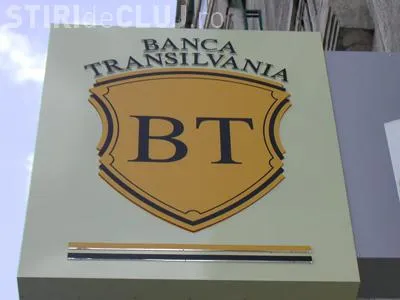 STIRIdeCLUJ.ro
BANCA
TRANSILVANIA
BT